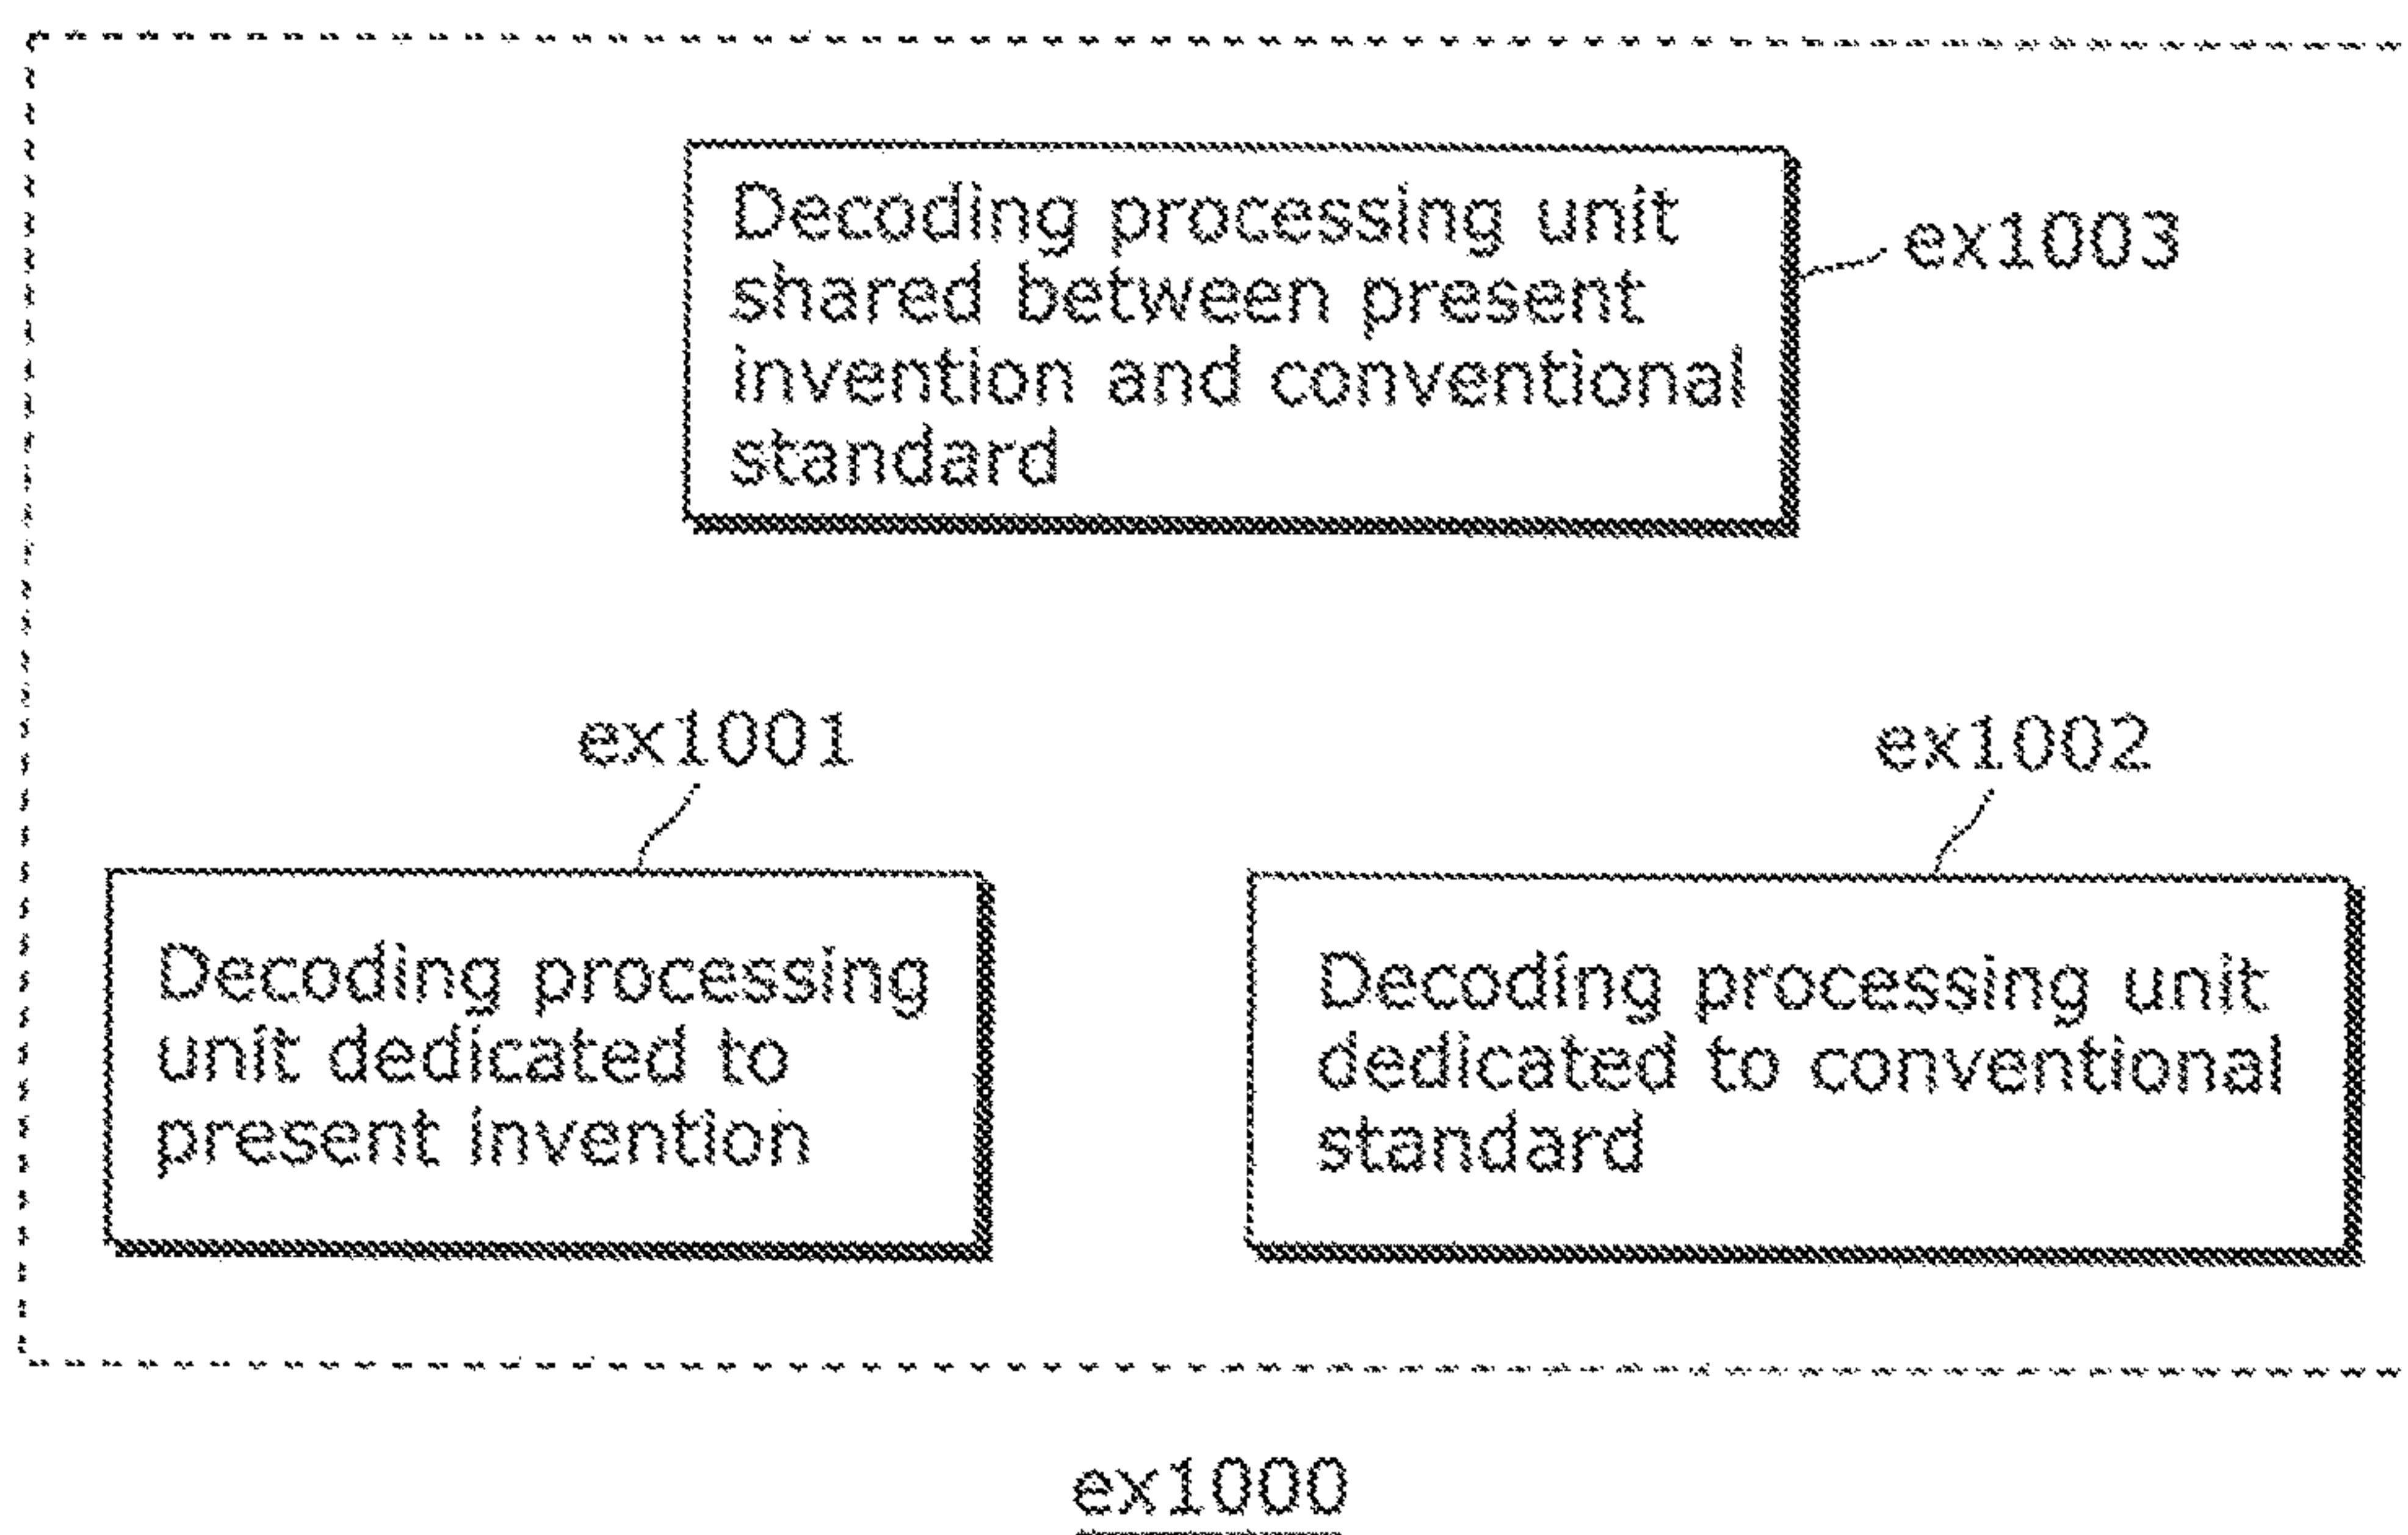 Decoding processing unit
shared between present
invention and conventional
standard
ex1003
ex1001
ex1002
Decoding processing
unit dedicated to
present invention
Decoding processing unit
dedicated to conventional
standard
ex1000